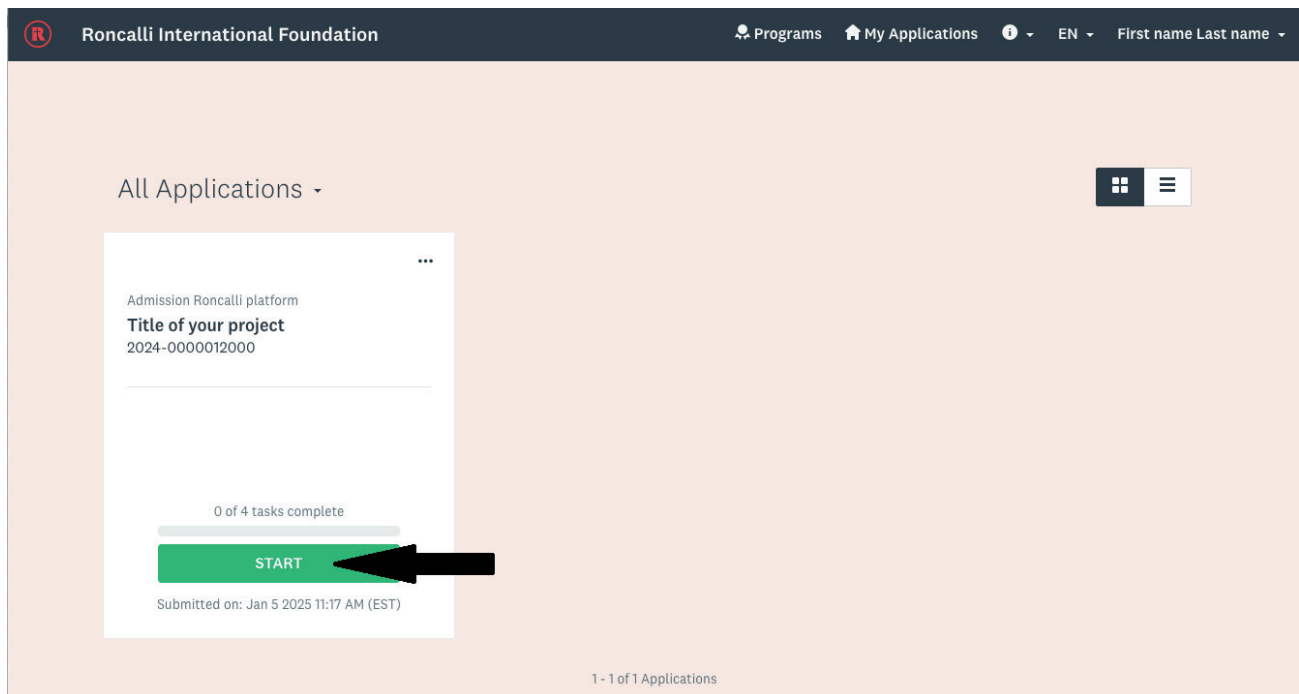 R Roncalli International Foundation Programs My Applications EN First name Last name
All Applications
Admission Roncalli platform
Title of your project
2024-0000012000
0 of 4 tasks complete
START
Submitted on: Jan 5 2025 11:17 AM (EST)
1 - 1 of 1 Applications